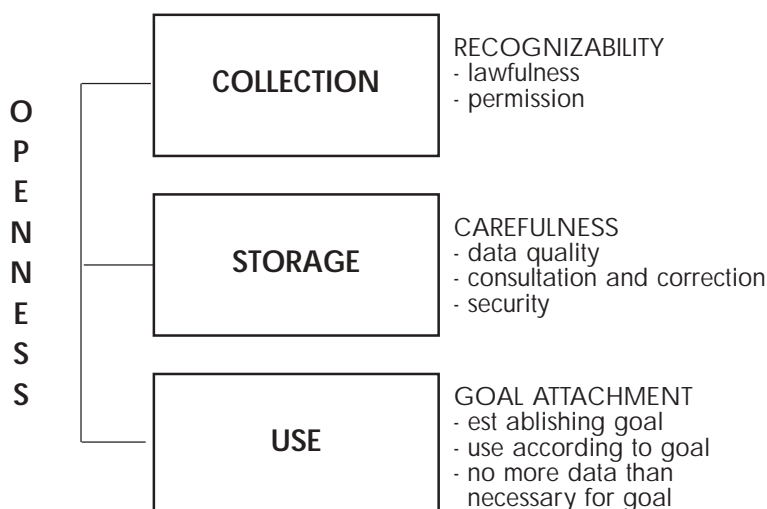 OPENNESS
COLLECTION
RECOGNIZABILITY
- lawfulness
- permission
STORAGE
CAREFULNESS
- data quality
- consultation and correction
- security
USE
GOAL ATTACHMENT
- est ablishing goal
- use according to goal
- no more data than
necessary for goal